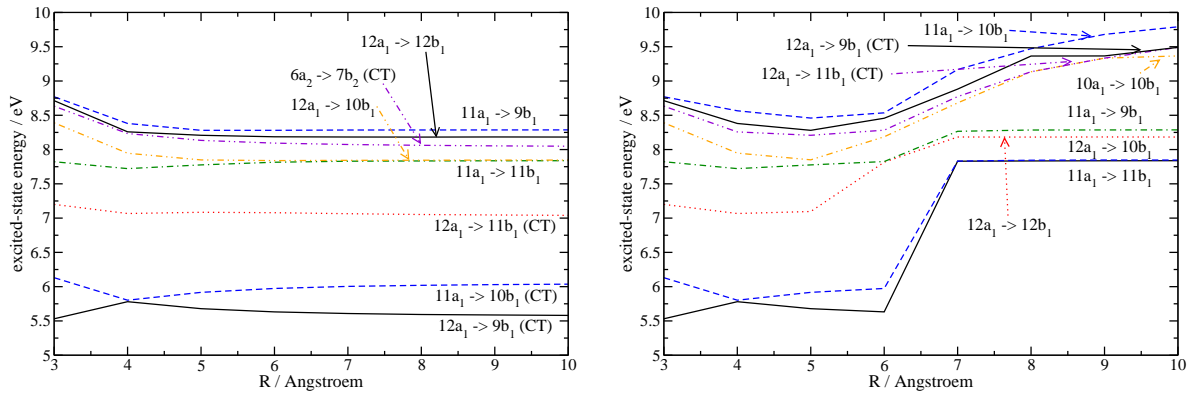 10
9.5
9
8.5
8
7.5
7
6.5
6
5.5
5
excited-state energy / eV
12a₁ -> 12b₁
6a₂ -> 7b₂ (CT)
12a₁ -> 10b₁
11a₁ -> 9b₁
11a₁ -> 11b₁
12a₁ -> 11b₁ (CT)
11a₁ -> 10b₁ (CT)
12a₁ -> 9b₁ (CT)
3 4 5 6 7 8 9 10
R / Angstroem
10
9.5
9
8.5
8
7.5
7
6.5
6
5.5
5
excited-state energy / eV
11a₁ -> 10b₁
12a₁ -> 9b₁ (CT)
12a₁ -> 11b₁ (CT)
10a₁ -> 10b₁
11a₁ -> 9b₁
12a₁ -> 10b₁
11a₁ -> 11b₁
12a₁ -> 12b₁
3 4 5 6 7 8 9 10
R / Angstroem